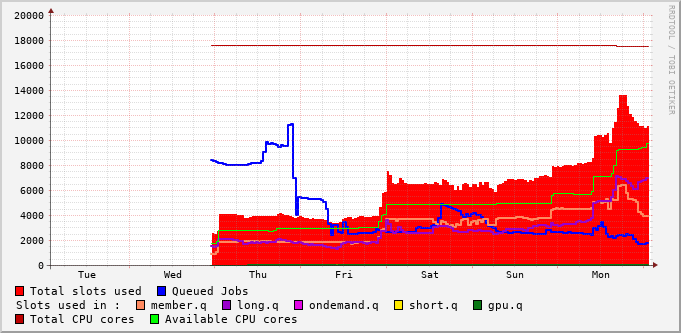 RRDTOOL / TOBI OETIKER
20000
18000
16000
14000
12000
10000
8000
6000
4000
2000
0
Tue Wed Thu Fri Sat Sun Mon
Total slots used Queued Jobs
Slots used in : member.q long.q ondemand.q short.q gpu.q
Total CPU cores Available CPU cores